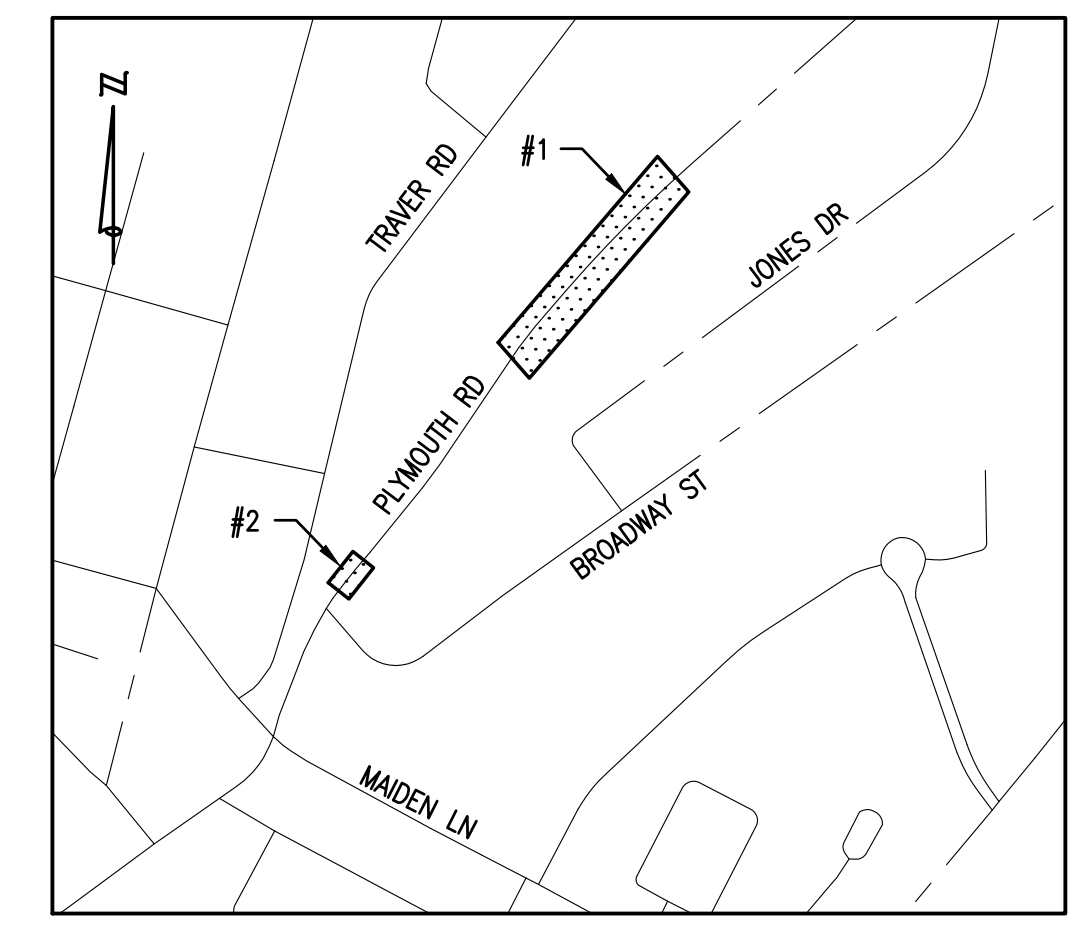 N
#1
TRAVER RD
JONES DR
PLYMOUTH RD
#2
BROADWAY ST
MAIDEN LN